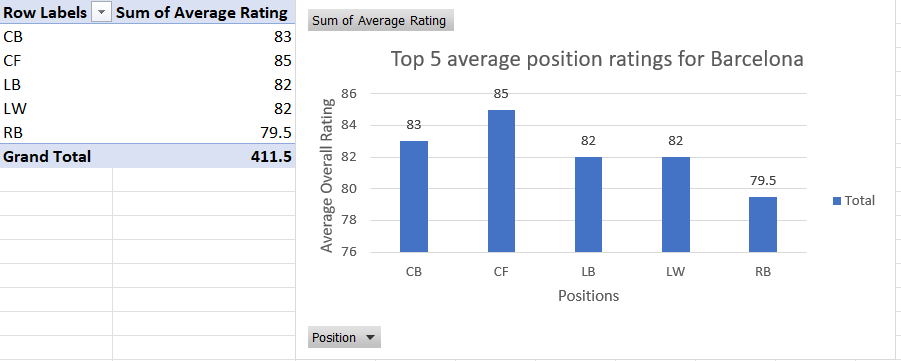 Row Labels Sum of Average Rating
CB 83
CF 85
LB 82
LW 82
RB 79.5
Grand Total 411.5
Sum of Average Rating
Top 5 average position ratings for Barcelona
Average Overall Rating
86
84
82
80
78
76
83
85
82
82
79.5
CB CF LB LW RB
Positions
Total
Position